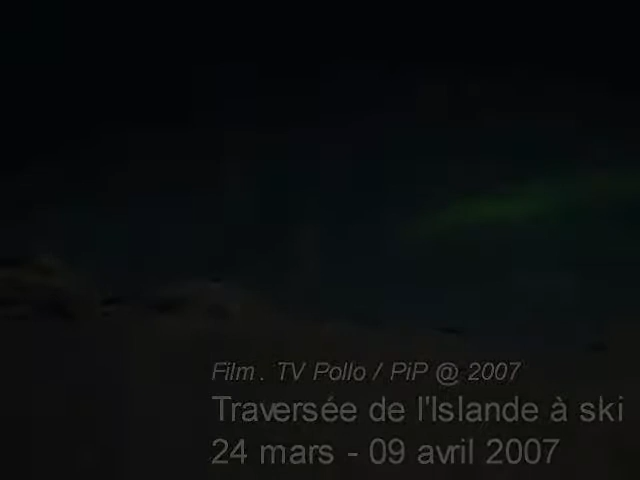 Film . TV Pollo / PiP @ 2007
Traversée de l'Islande à ski
24 mars - 09 avril 2007